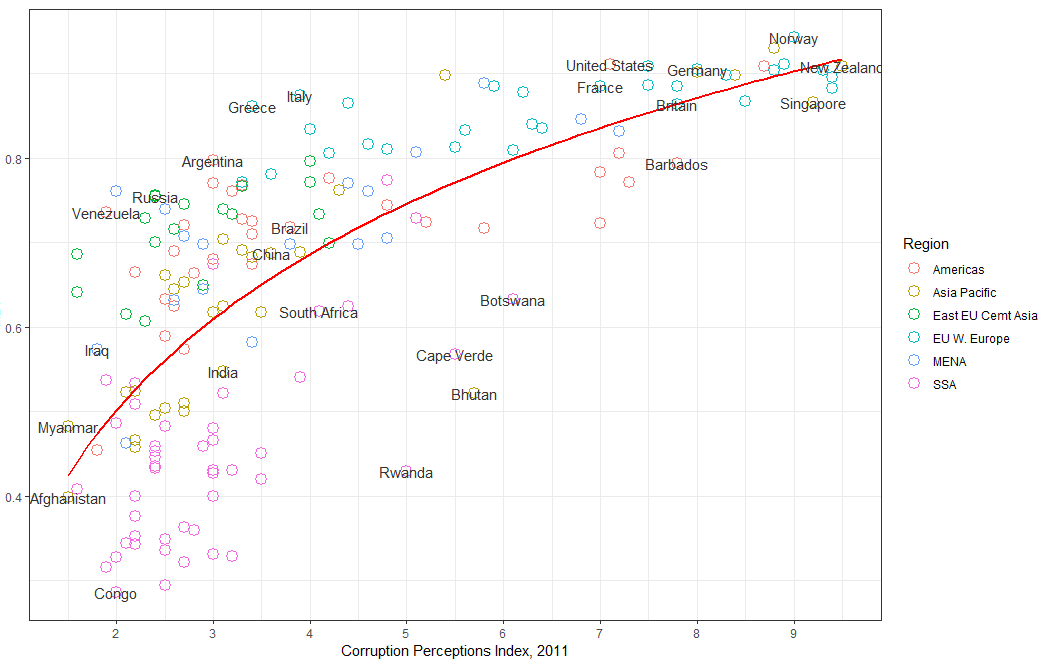 Norway
United States
Germany
New Zealand
Italy
France
Greece
Britain
Singapore
0.8
Argentina
Barbados
Russia
Venezuela
Brazil
China
Region
Americas
Botswana
Asia Pacific
South Africa
East EU Cemt Asia
0.6
EU W. Europe
Iraq
Cape Verde
MENA
India
SSA
Bhutan
Myanmar
Rwanda
0.4
Afghanistan
Congo
2 3 4 5 6 7 8 9
Corruption Perceptions Index, 2011